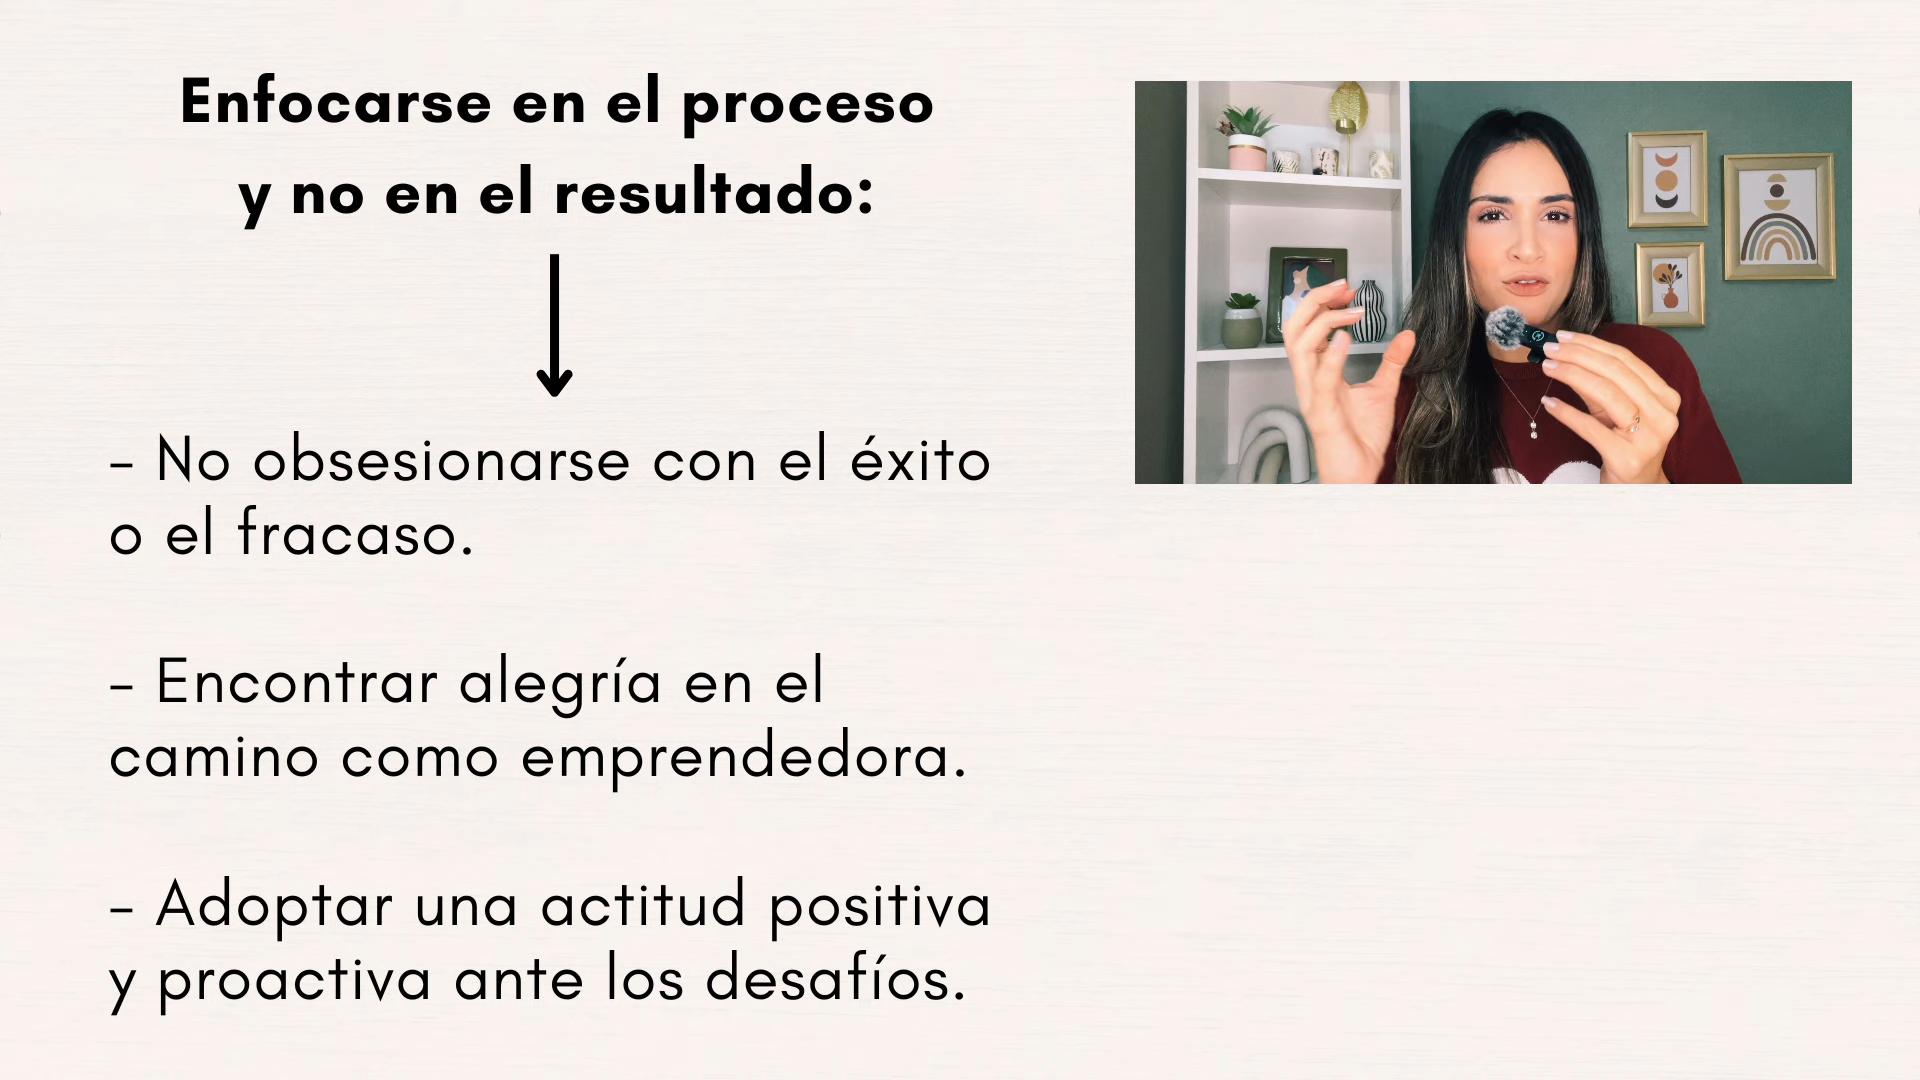 Enfocarse en el proceso
y no en el resultado:
– No obsesionarse con el éxito
o el fracaso.
– Encontrar alegría en el
camino como emprendedora.
– Adoptar una actitud positiva
y proactiva ante los desafíos.